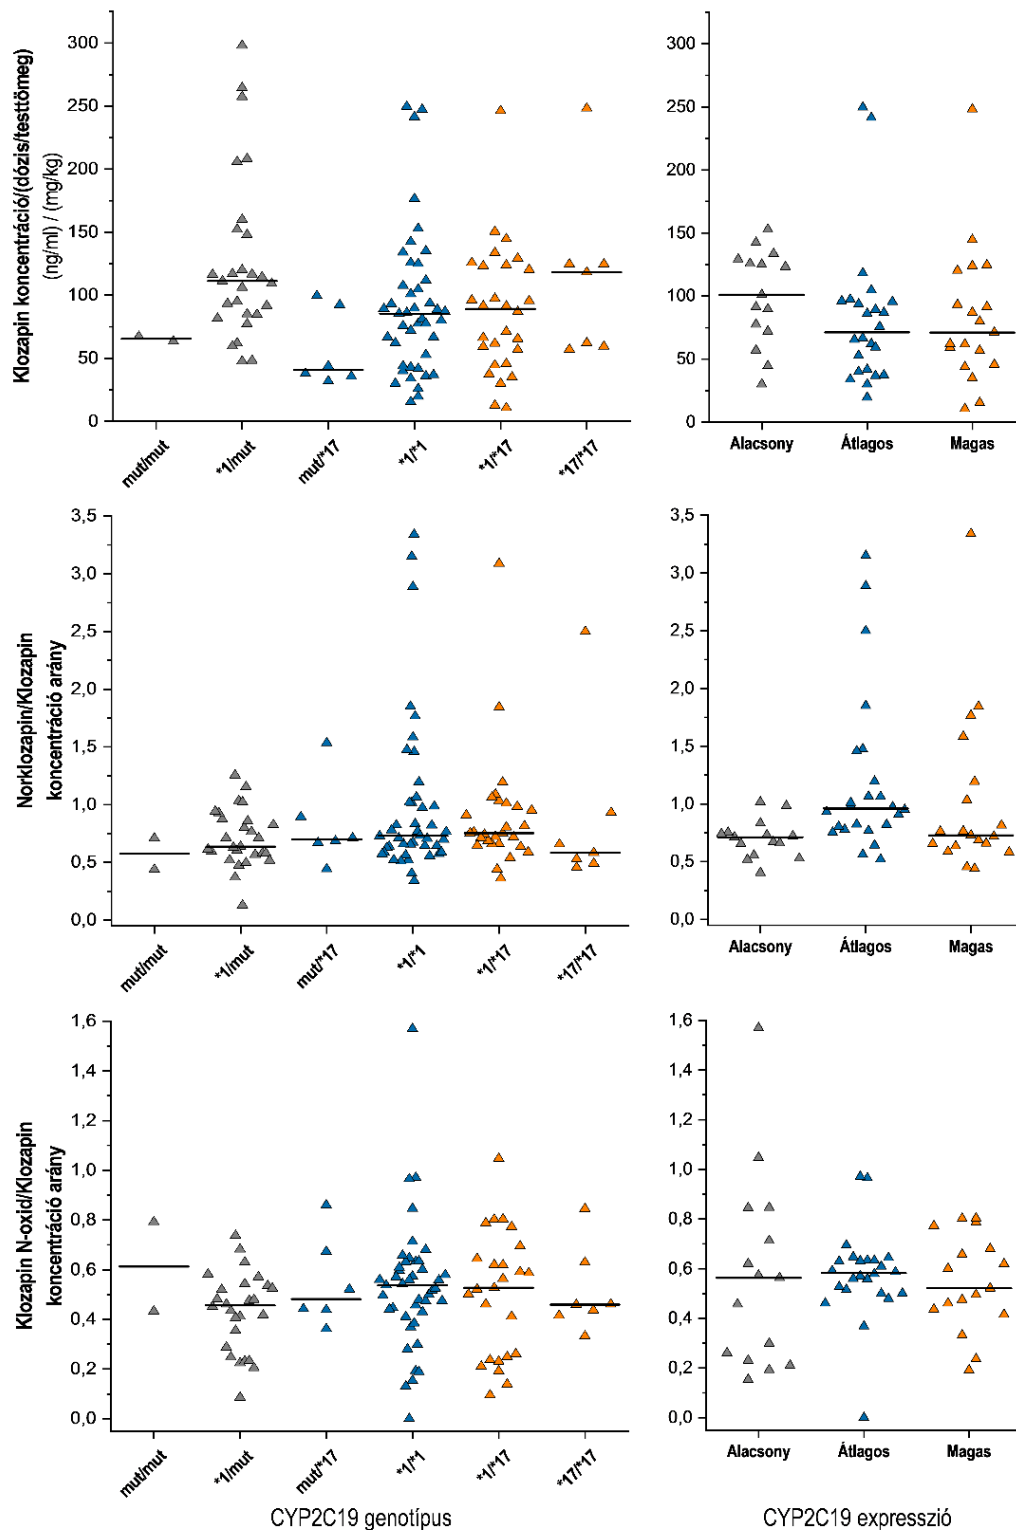 Klozapin koncentráció/(dózis/testtömeg)
(ng/ml) / (mg/kg)
300
250
200
150
100
50
0
mut/mut
*1/mut
mut/*17
*1/*1
*1/*17
*17/*17
300
250
200
150
100
50
0
Alacsony
Átlagos
Magas
Norklozapin/Klozapin
koncentráció arány
3,5
3,0
2,5
2,0
1,5
1,0
0,5
0,0
mut/mut
*1/mut
mut/*17
*1/*1
*1/*17
*17/*17
3,5
3,0
2,5
2,0
1,5
1,0
0,5
0,0
Alacsony
Átlagos
Magas
Klozapin N-oxid/Klozapin
koncentráció arány
1,6
1,4
1,2
1,0
0,8
0,6
0,4
0,2
0,0
mut/mut
*1/mut
mut/*17
*1/*1
*1/*17
*17/*17
CYP2C19 genotípus
1,6
1,4
1,2
1,0
0,8
0,6
0,4
0,2
0,0
Alacsony
Átlagos
Magas
CYP2C19 expresszió